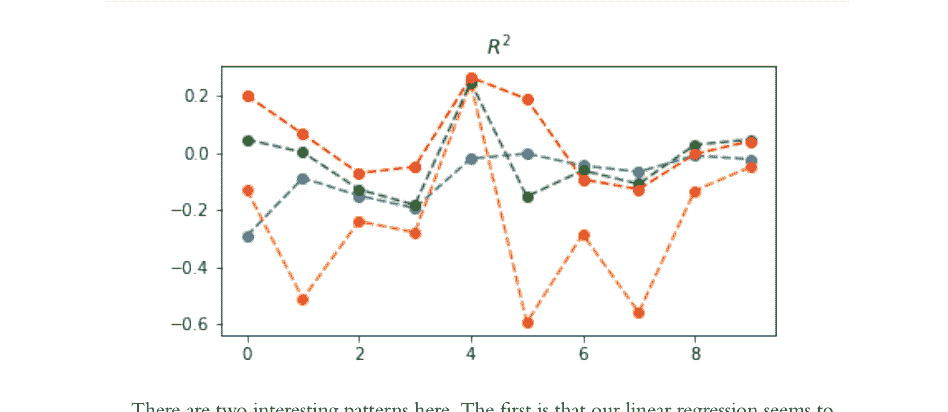 R²
0.2
0.0
−0.2
−0.4
−0.6
0 2 4 6 8
There are two interesting patterns here. The first is that our linear regression seems to